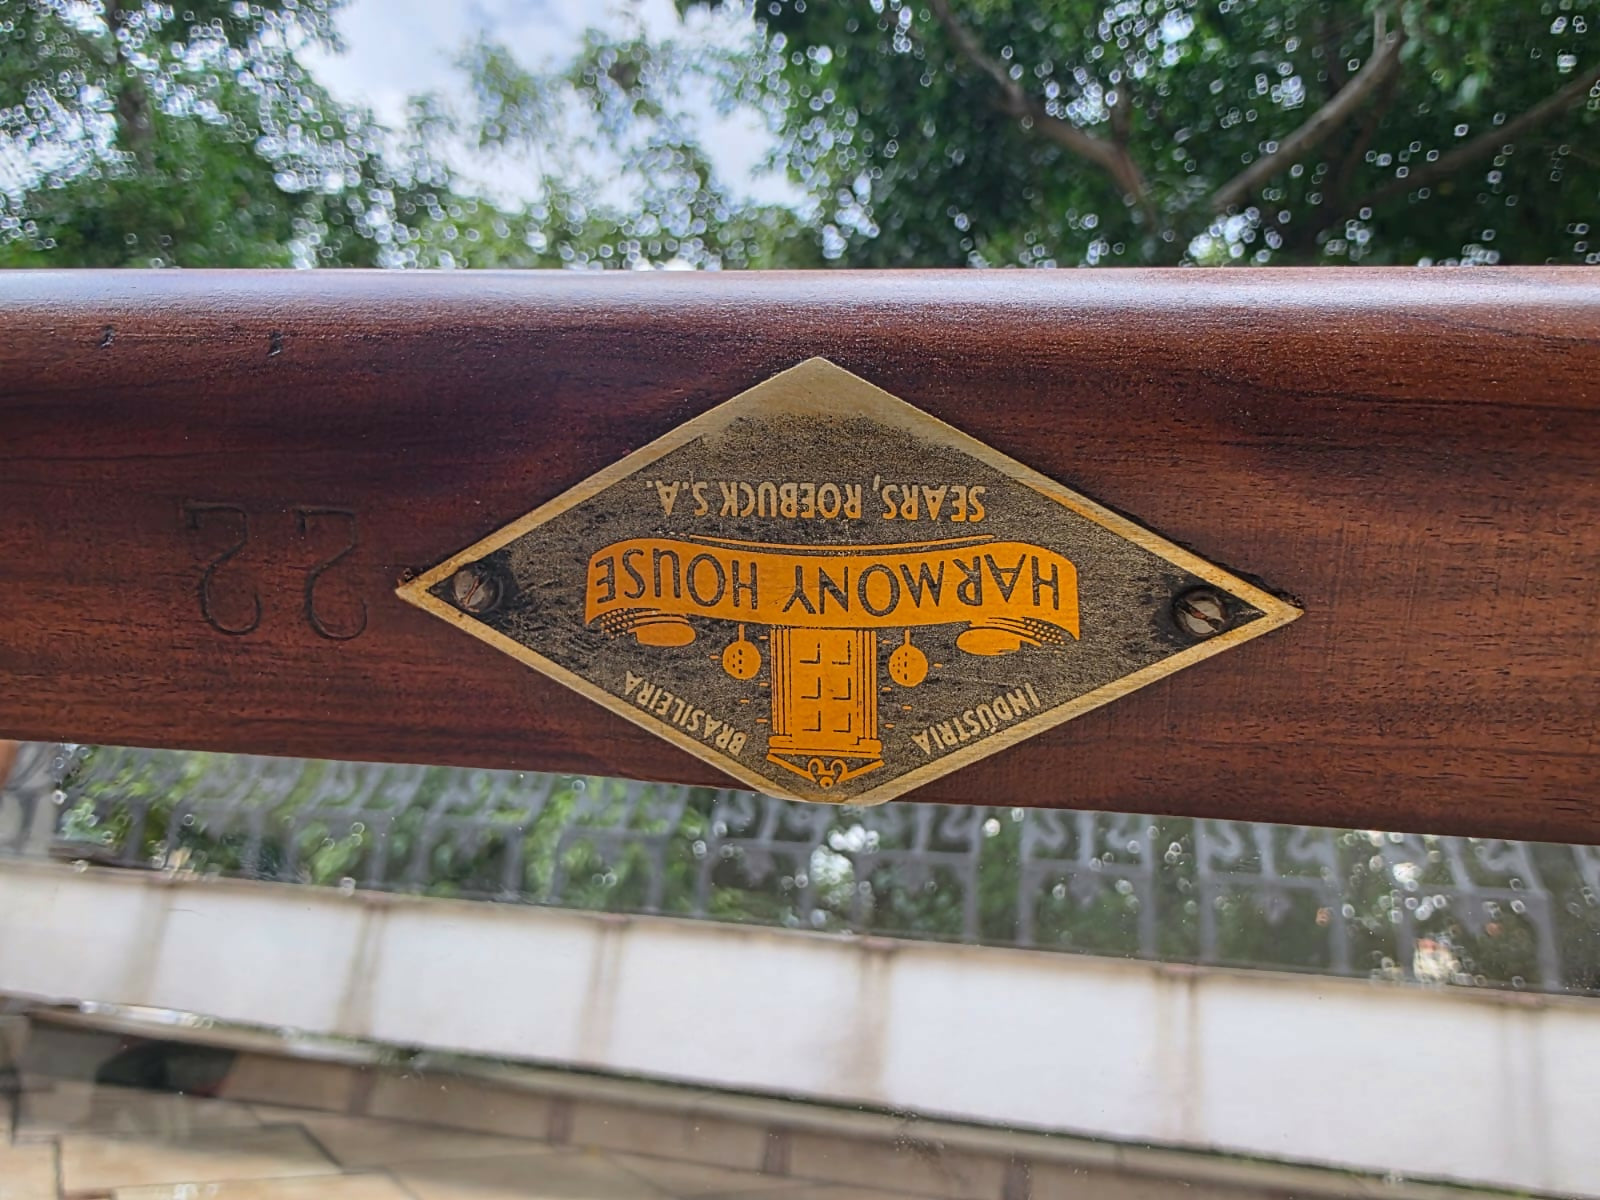 INDÚSTRIA BRASILEIRA
HARMONY HOUSE
SEARS, ROEBUCK S.A.
22